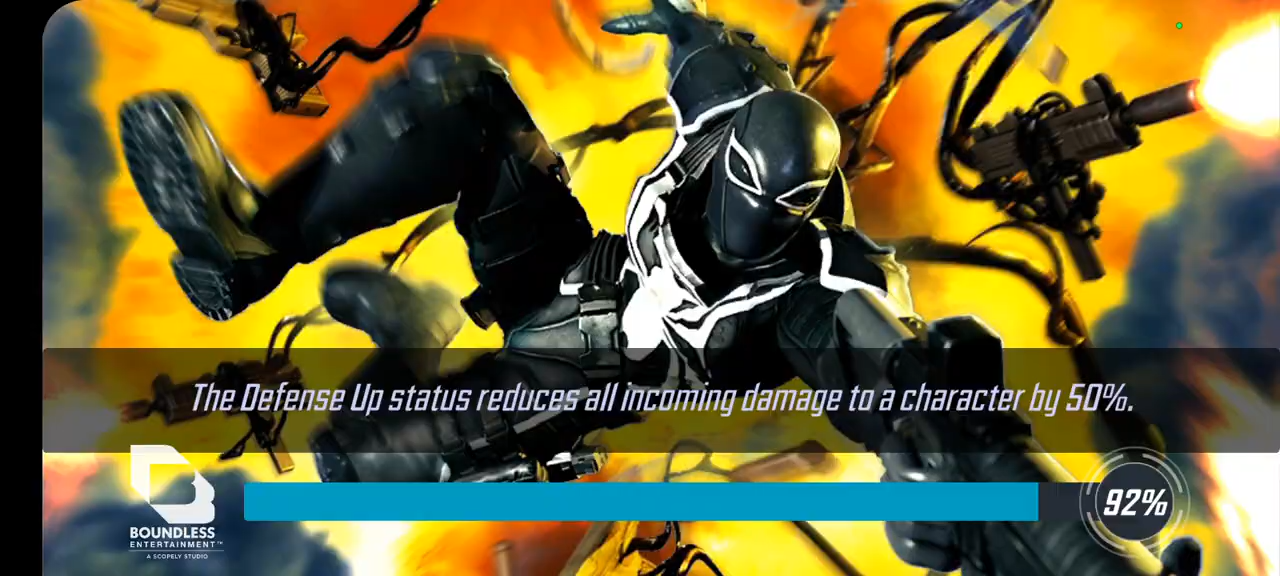 The Defense Up status reduces all incoming damage to a character by 50%.
92%
BOUNDLESS
ENTERTAINMENT™
A SCOPELY STUDIO